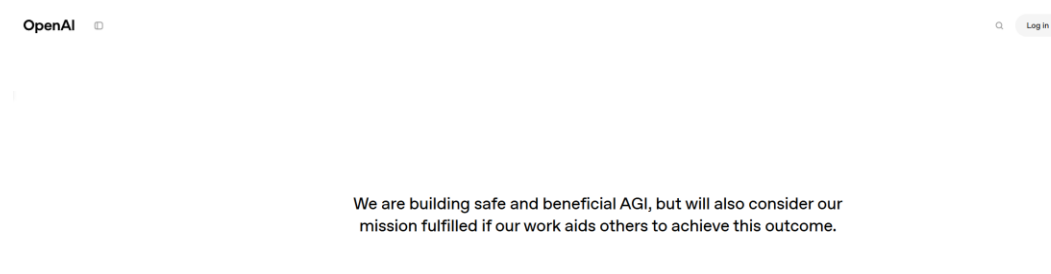 OpenAI
Log in
We are building safe and beneficial AGI, but will also consider our
mission fulfilled if our work aids others to achieve this outcome.